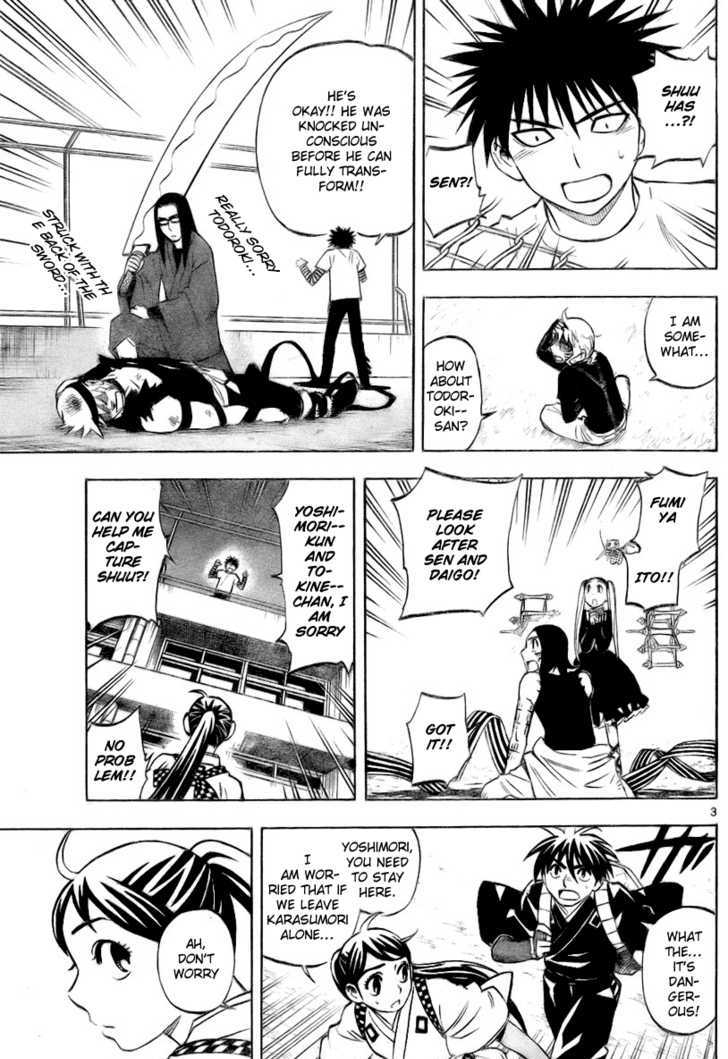 SHUU
HAS
...?!
SEN?!
HE'S
OKAY!! HE WAS
KNOCKED UN-
CONSCIOUS
BEFORE HE CAN
FULLY TRANS-
FORM!!
REALLY SORRY
TODOROKI...
STRUCK WITH TH
E BACK OF THE
SWORD...
I AM
SOME-
WHAT...
HOW
ABOUT
TODOR-
OKI--
SAN?
FUMI
YA
ITO!!
PLEASE
LOOK
AFTER
SEN AND
DAIGO!
GOT
IT!!
YOSHI-
MORI--
KUN
AND
TO-
KINE--
CHAN, I
AM SORRY
CAN YOU
HELP ME
CAP-
TURE
SHUU?!
NO
PROB
LEM!!
3
WHAT
THE...
IT'S
DAN-
GER-
OUS!
YOSHIMORI,
YOU NEED
TO STAY
HERE.
I
AM WOR-
RIED THAT IF
WE LEAVE
KARASUMORI
ALONE...
AH,
DON'T
WORRY